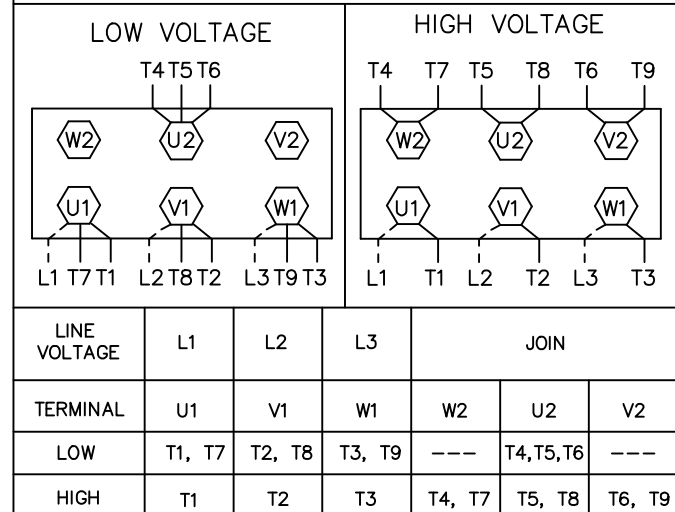 LOW VOLTAGE
T4 T5 T6
W2 U2 V2
U1 V1 W1
L1 T7 T1 L2 T8 T2 L3 T9 T3
HIGH VOLTAGE
T4 T7 T5 T8 T6 T9
W2 U2 V2
U1 V1 W1
L1 T1 L2 T2 L3 T3
LINE VOLTAGE L1 L2 L3 JOIN
TERMINAL U1 V1 W1 W2 U2 V2
LOW T1, T7 T2, T8 T3, T9 --- T4,T5,T6 ---
HIGH T1 T2 T3 T4, T7 T5, T8 T6, T9